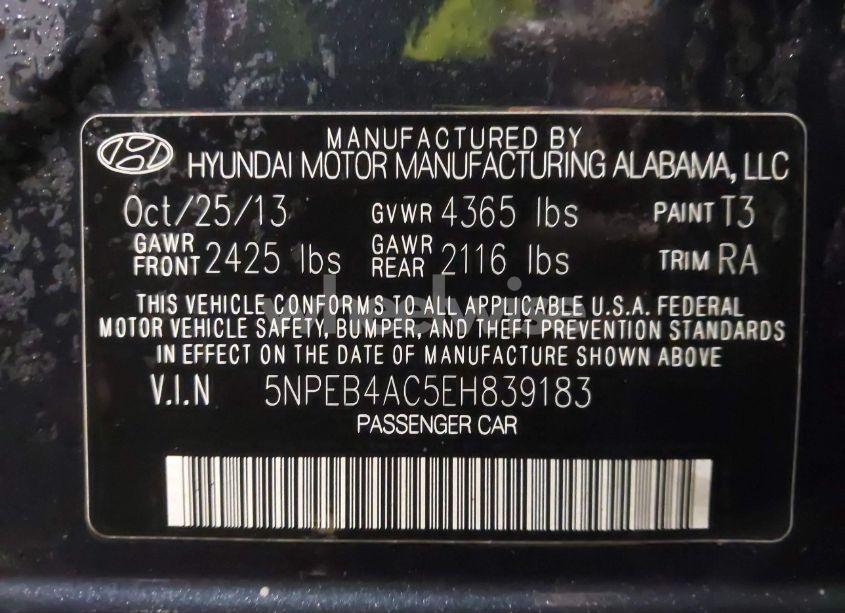 MANUFACTURED BY
HYUNDAI MOTOR MANUFACTURING ALABAMA, LLC
Oct/25/13 GVWR 4365 lbs PAINT T3
GAWR FRONT 2425 lbs GAWR REAR 2116 lbs TRIM RA
THIS VEHICLE CONFORMS TO ALL APPLICABLE U.S.A. FEDERAL
MOTOR VEHICLE SAFETY, BUMPER, AND THEFT PREVENTION STANDARDS
IN EFFECT ON THE DATE OF MANUFACTURE SHOWN ABOVE
V.I.N 5NPEB4AC5EH839183
PASSENGER CAR